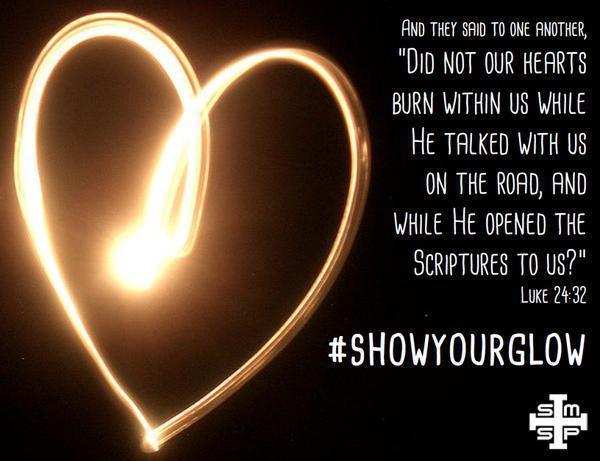 And they said to one another,
"Did not our hearts
burn within us while
He talked with us
on the road, and
while He opened the
Scriptures to us?"
Luke 24:32
#SHOWYOURGLOW
S M
S P